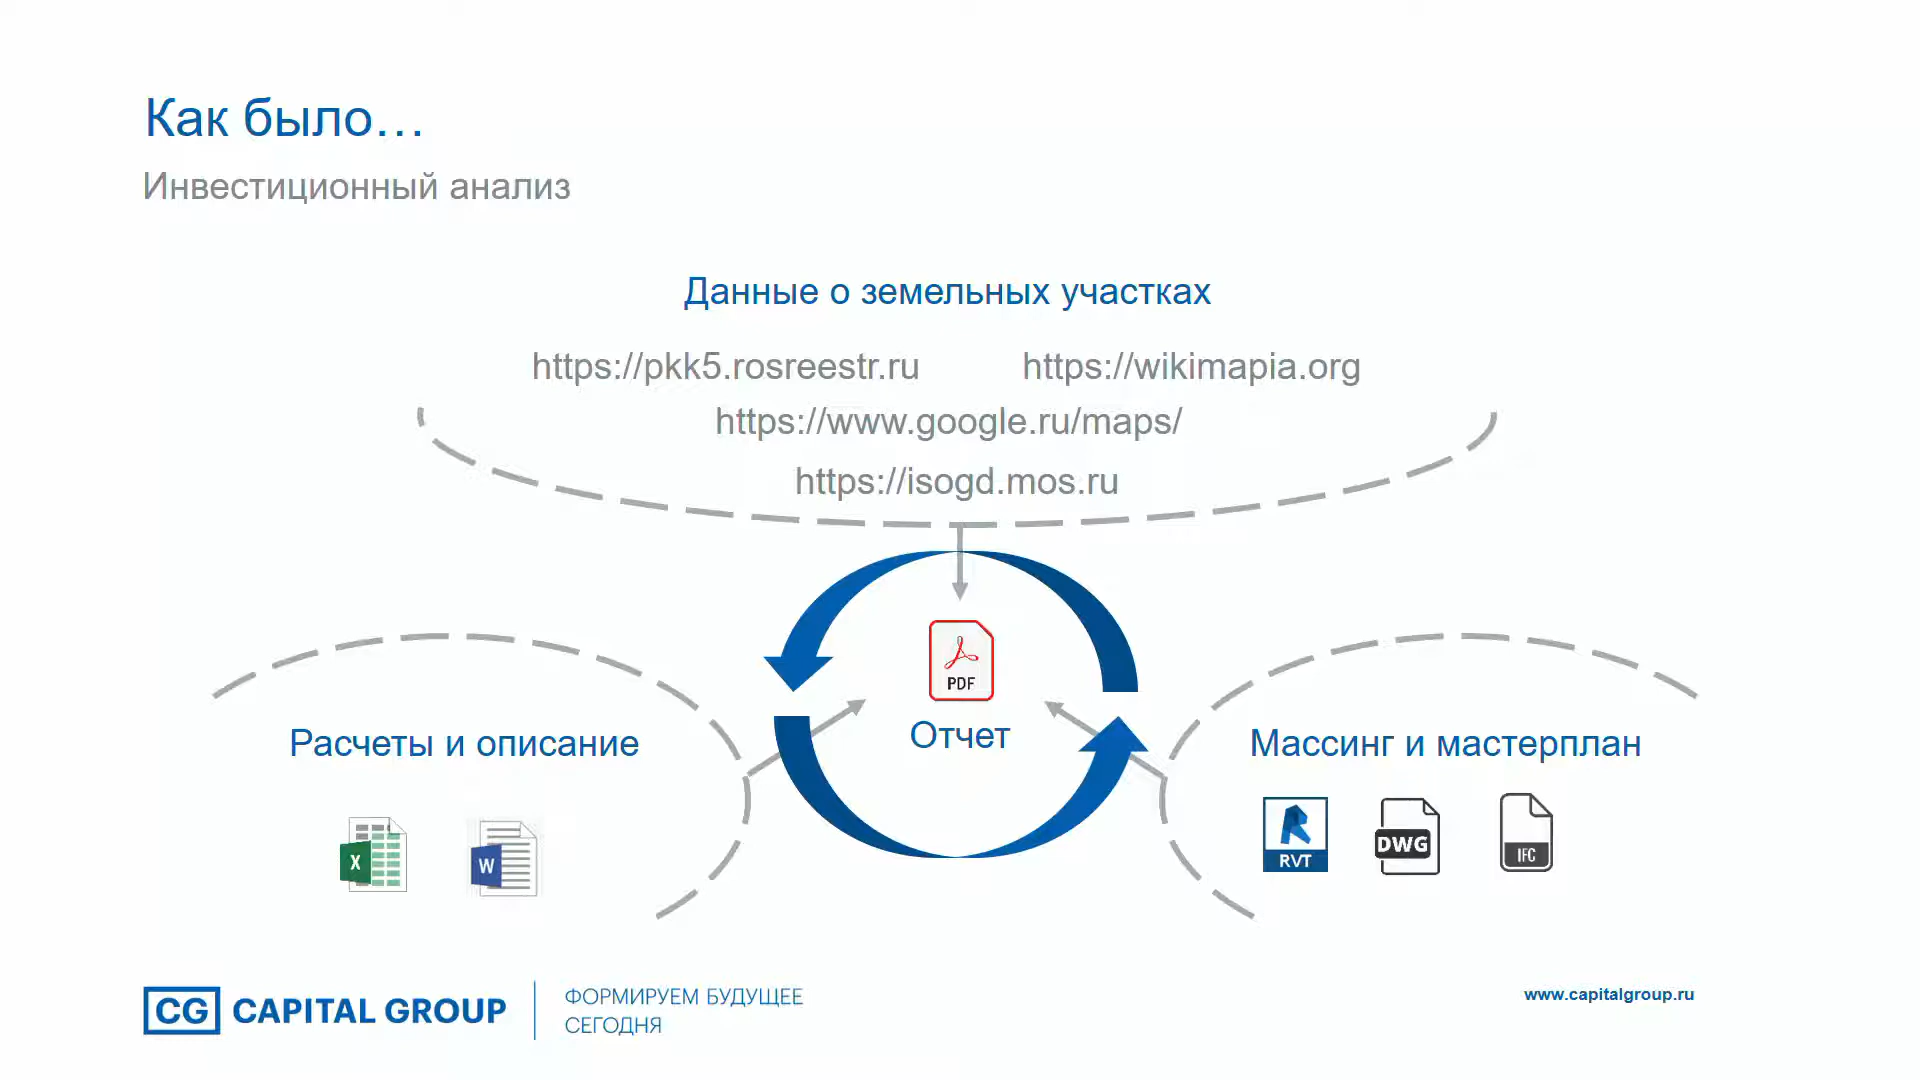 Как было…
Инвестиционный анализ
Данные о земельных участках
https://pkk5.rosreestr.ru https://wikimapia.org
https://www.google.ru/maps/
https://isogd.mos.ru
PDF
Отчет
Расчеты и описание
X W
Массинг и мастерплан
RVT DWG IFC
CG CAPITAL GROUP
ФОРМИРУЕМ БУДУЩЕЕ
СЕГОДНЯ
www.capitalgroup.ru